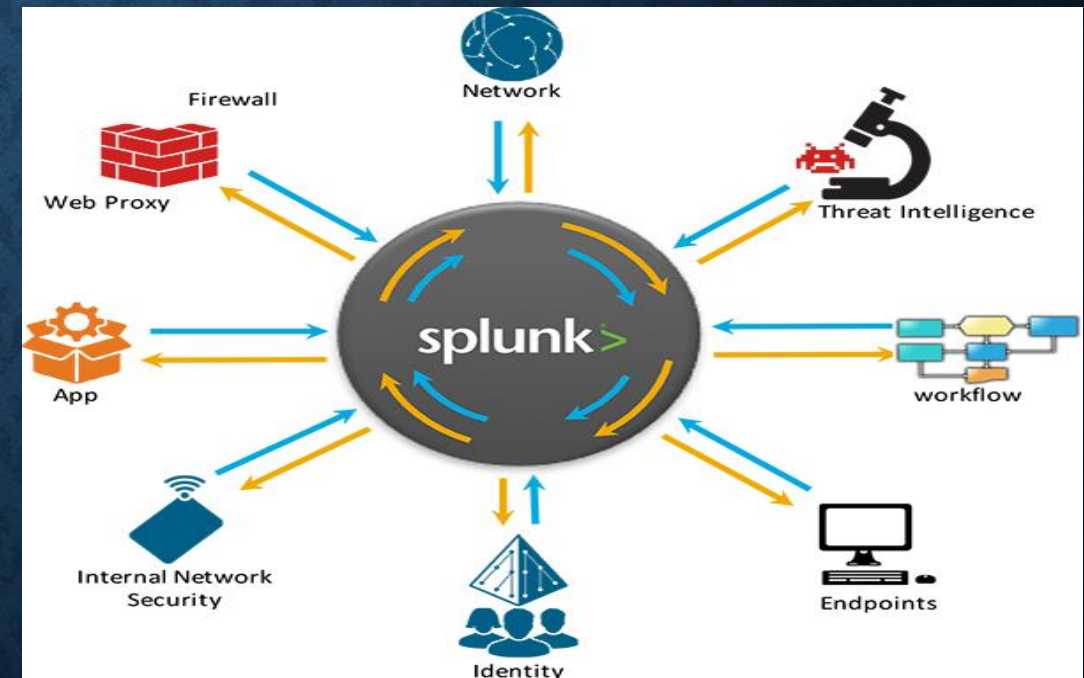 Network
Firewall
Web Proxy
Threat Intelligence
splunk>
App
workflow
Internal Network
Security
Endpoints
Identity